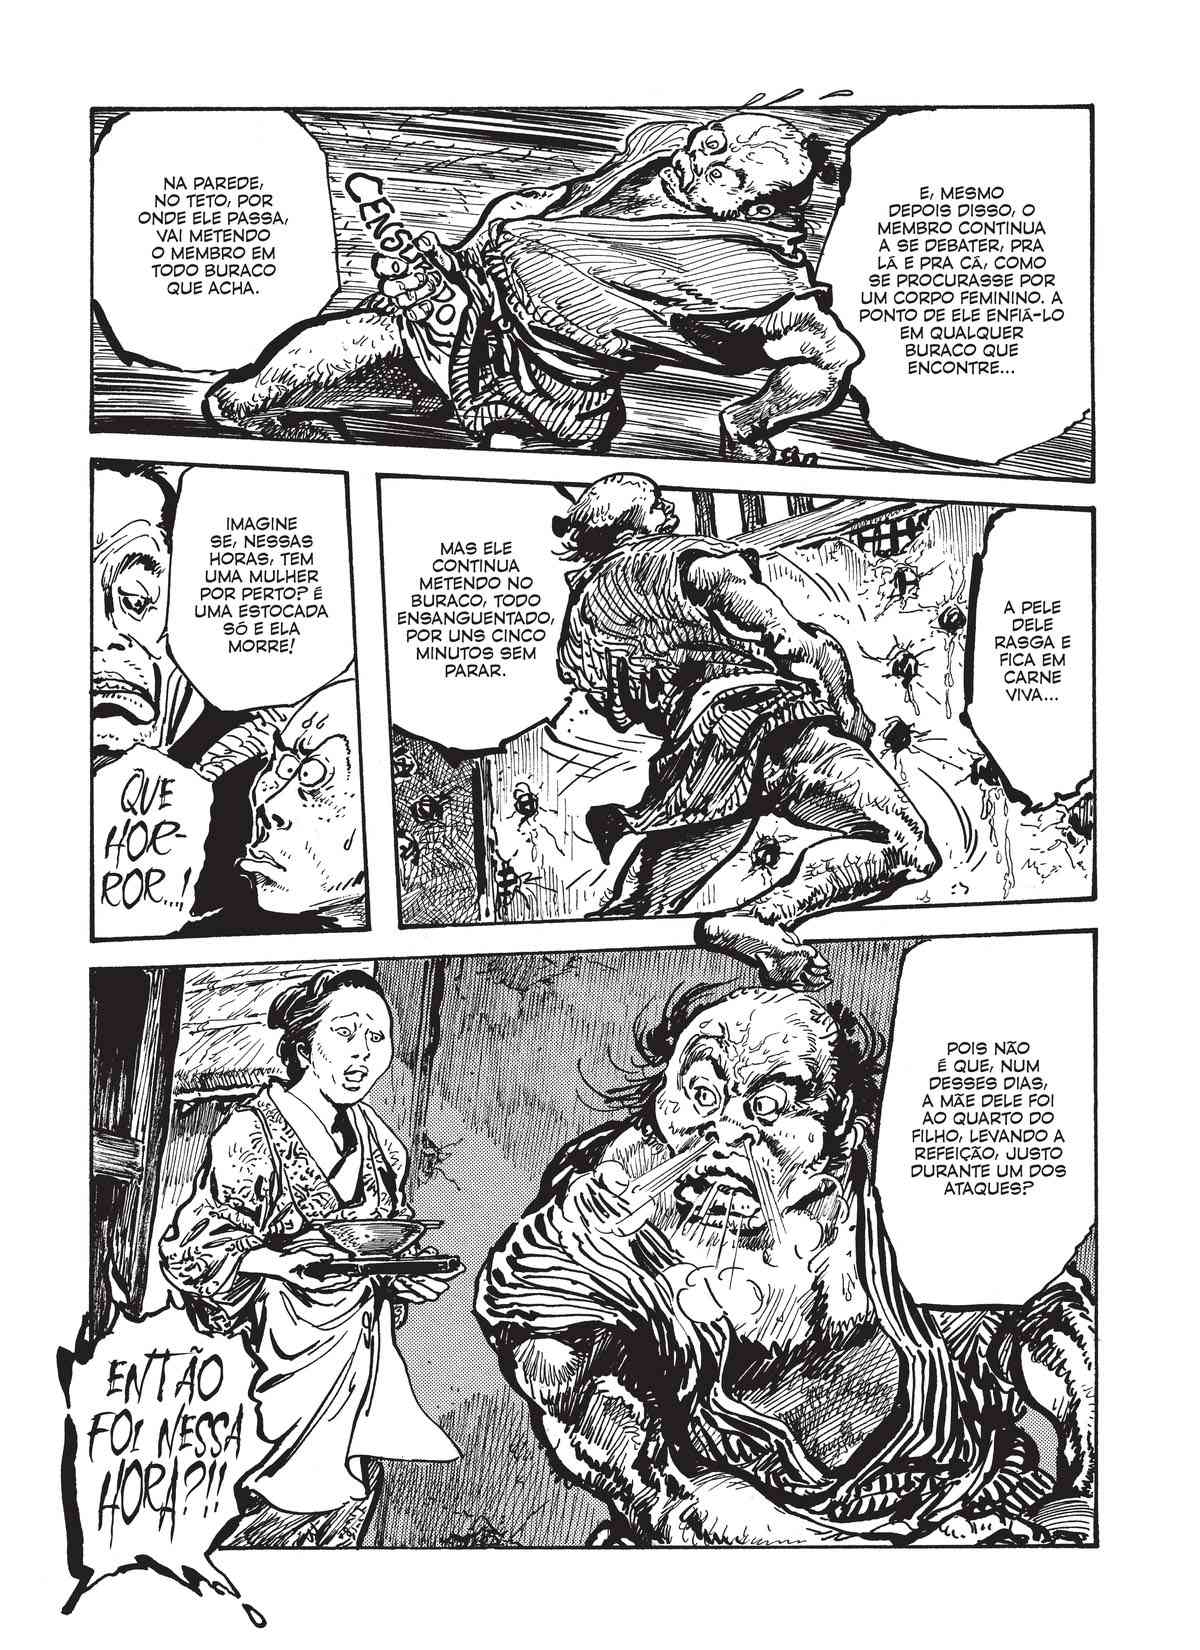 E, MESMO
DEPOIS DISSO, O
MEMBRO CONTINUA
A SE DEBATER, PRA
LÁ E PRA CÁ, COMO
SE PROCURASSE POR
UM CORPO FEMININO. A
PONTO DE ELE ENFIÁ-LO
EM QUALQUER
BURACO QUE
ENCONTRE...
CENSURADO
NA PAREDE,
NO TETO, POR
ONDE ELE PASSA,
VAI METENDO
O MEMBRO EM
TODO BURACO
QUE ACHA.
A PELE
DELE
RASGA E
FICA EM
CARNE
VIVA...
MAS ELE
CONTINUA
METENDO NO
BURACO, TODO
ENSANGUENTADO,
POR UNS CINCO
MINUTOS SEM
PARAR.
IMAGINE
SE, NESSAS
HORAS, TEM
UMA MULHER
POR PERTO? É
UMA ESTOCADA
SÓ E ELA
MORRE!
QUE
HOR-
ROR...!
POIS NÃO
É QUE, NUM
DESSES DIAS,
A MÃE DELE FOI
AO QUARTO DO
FILHO, LEVANDO A
REFEIÇÃO, JUSTO
DURANTE UM DOS
ATAQUES?
ENTÃO
FOI NESSA
HORA?!!